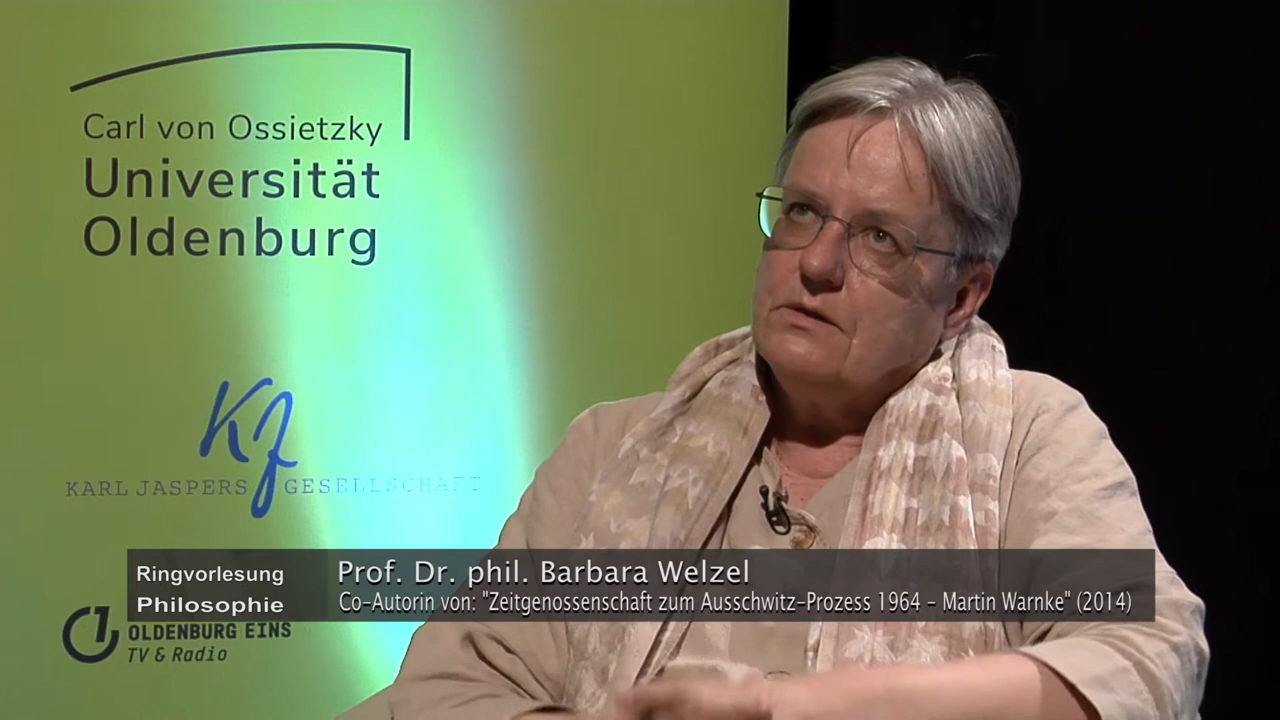 Carl von Ossietzky
Universität
Oldenburg
KJ
KARL JASPERS GESELLSCHAFT
Ringvorlesung
Philosophie
Prof. Dr. phil. Barbara Welzel
Co-Autorin von: "Zeitgenossenschaft zum Ausschwitz-Prozess 1964 - Martin Warnke" (2014)
OLDENBURG EINS
TV & Radio